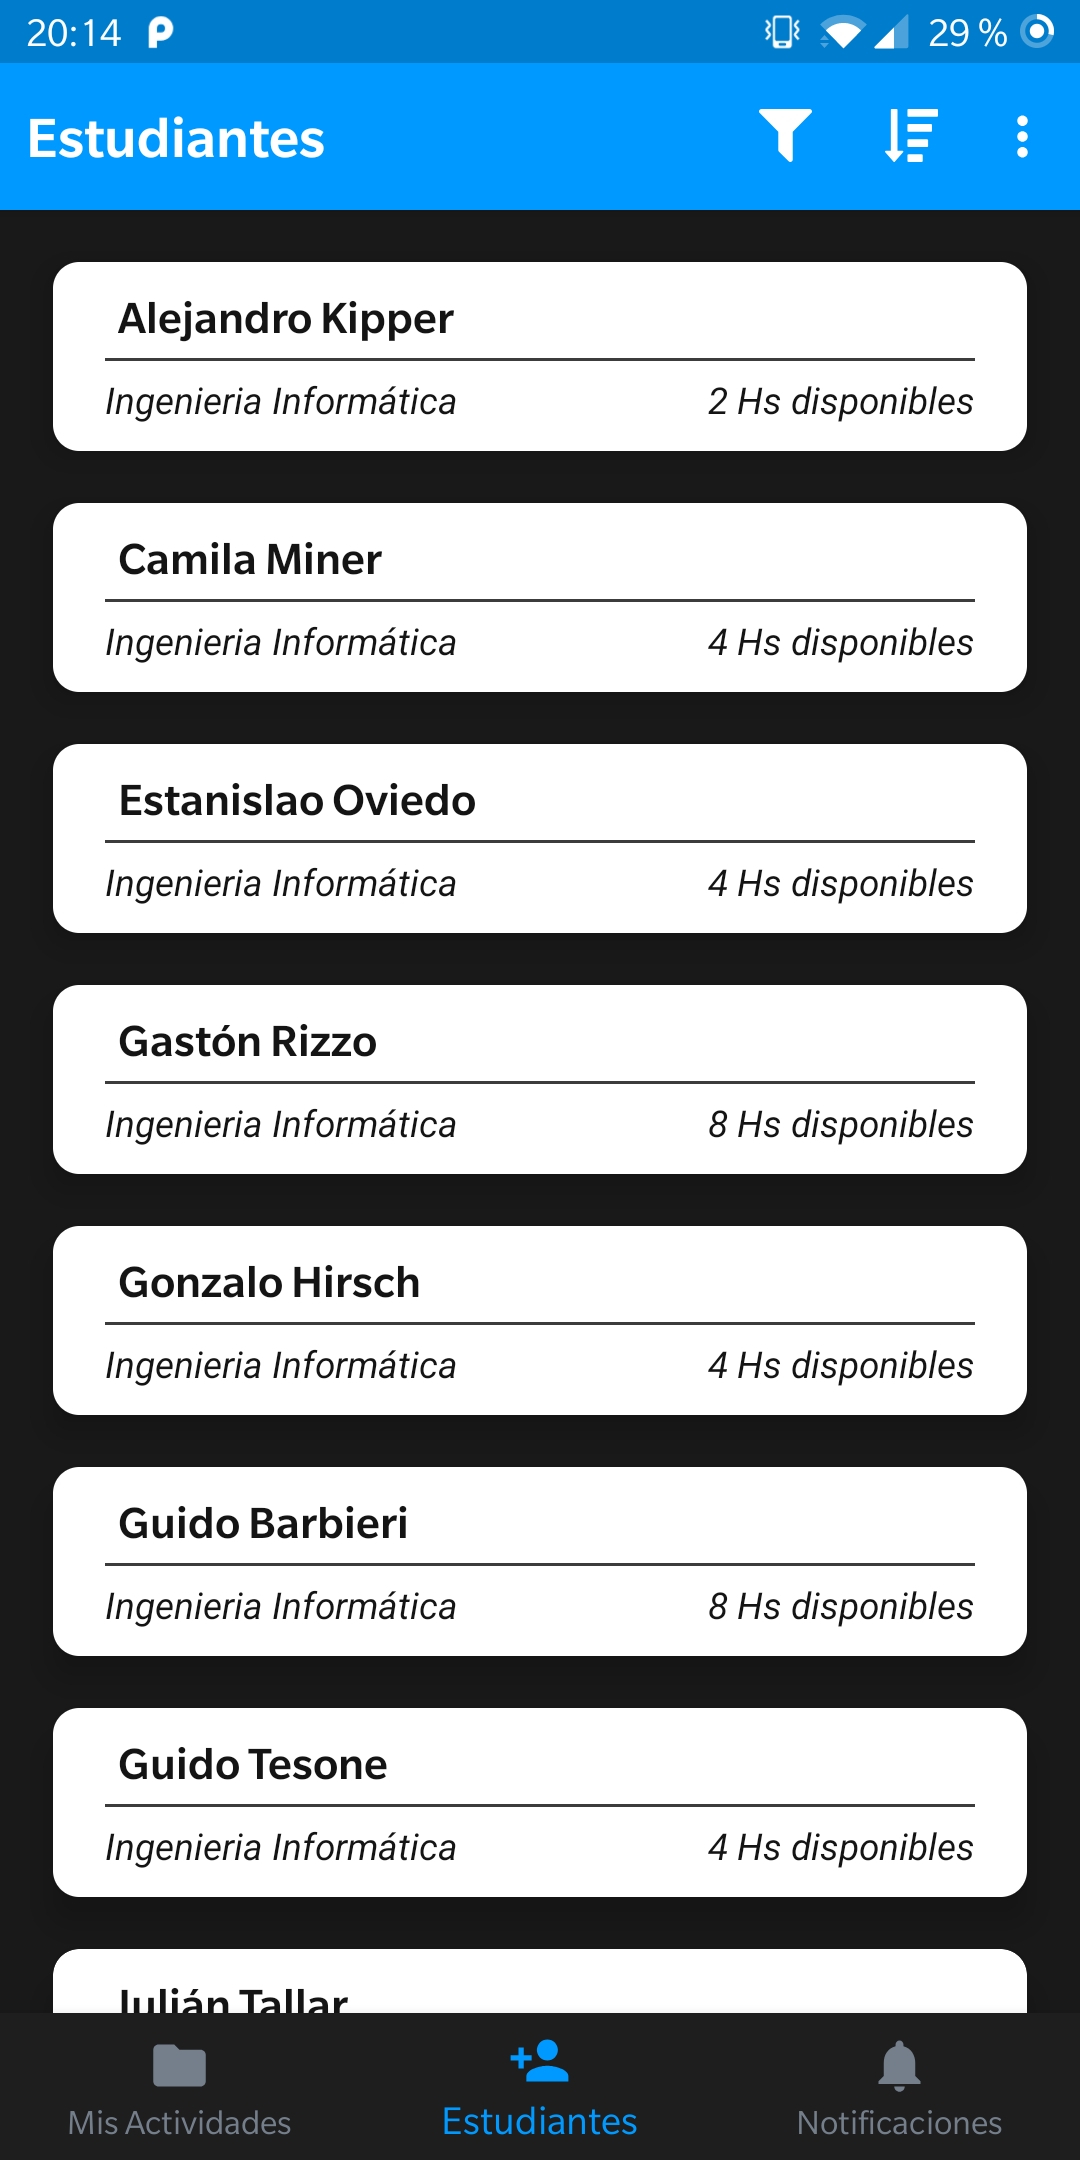 20:14
29 %
Estudiantes
Alejandro Kipper
Ingenieria Informática 2 Hs disponibles
Camila Miner
Ingenieria Informática 4 Hs disponibles
Estanislao Oviedo
Ingenieria Informática 4 Hs disponibles
Gastón Rizzo
Ingenieria Informática 8 Hs disponibles
Gonzalo Hirsch
Ingenieria Informática 4 Hs disponibles
Guido Barbieri
Ingenieria Informática 8 Hs disponibles
Guido Tesone
Ingenieria Informática 4 Hs disponibles
Julián Tallar
Mis Actividades
Estudiantes
Notificaciones